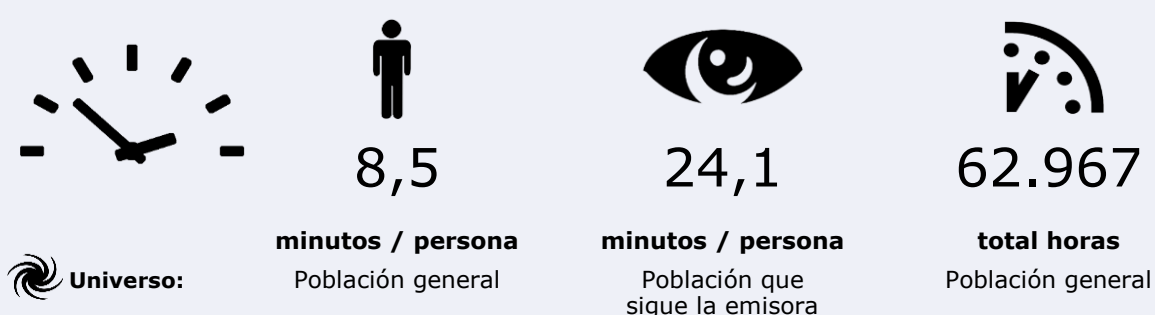 8,5
24,1
62.967
minutos / persona
minutos / persona
total horas
Universo:
Población general
Población que
sigue la emisora
Población general